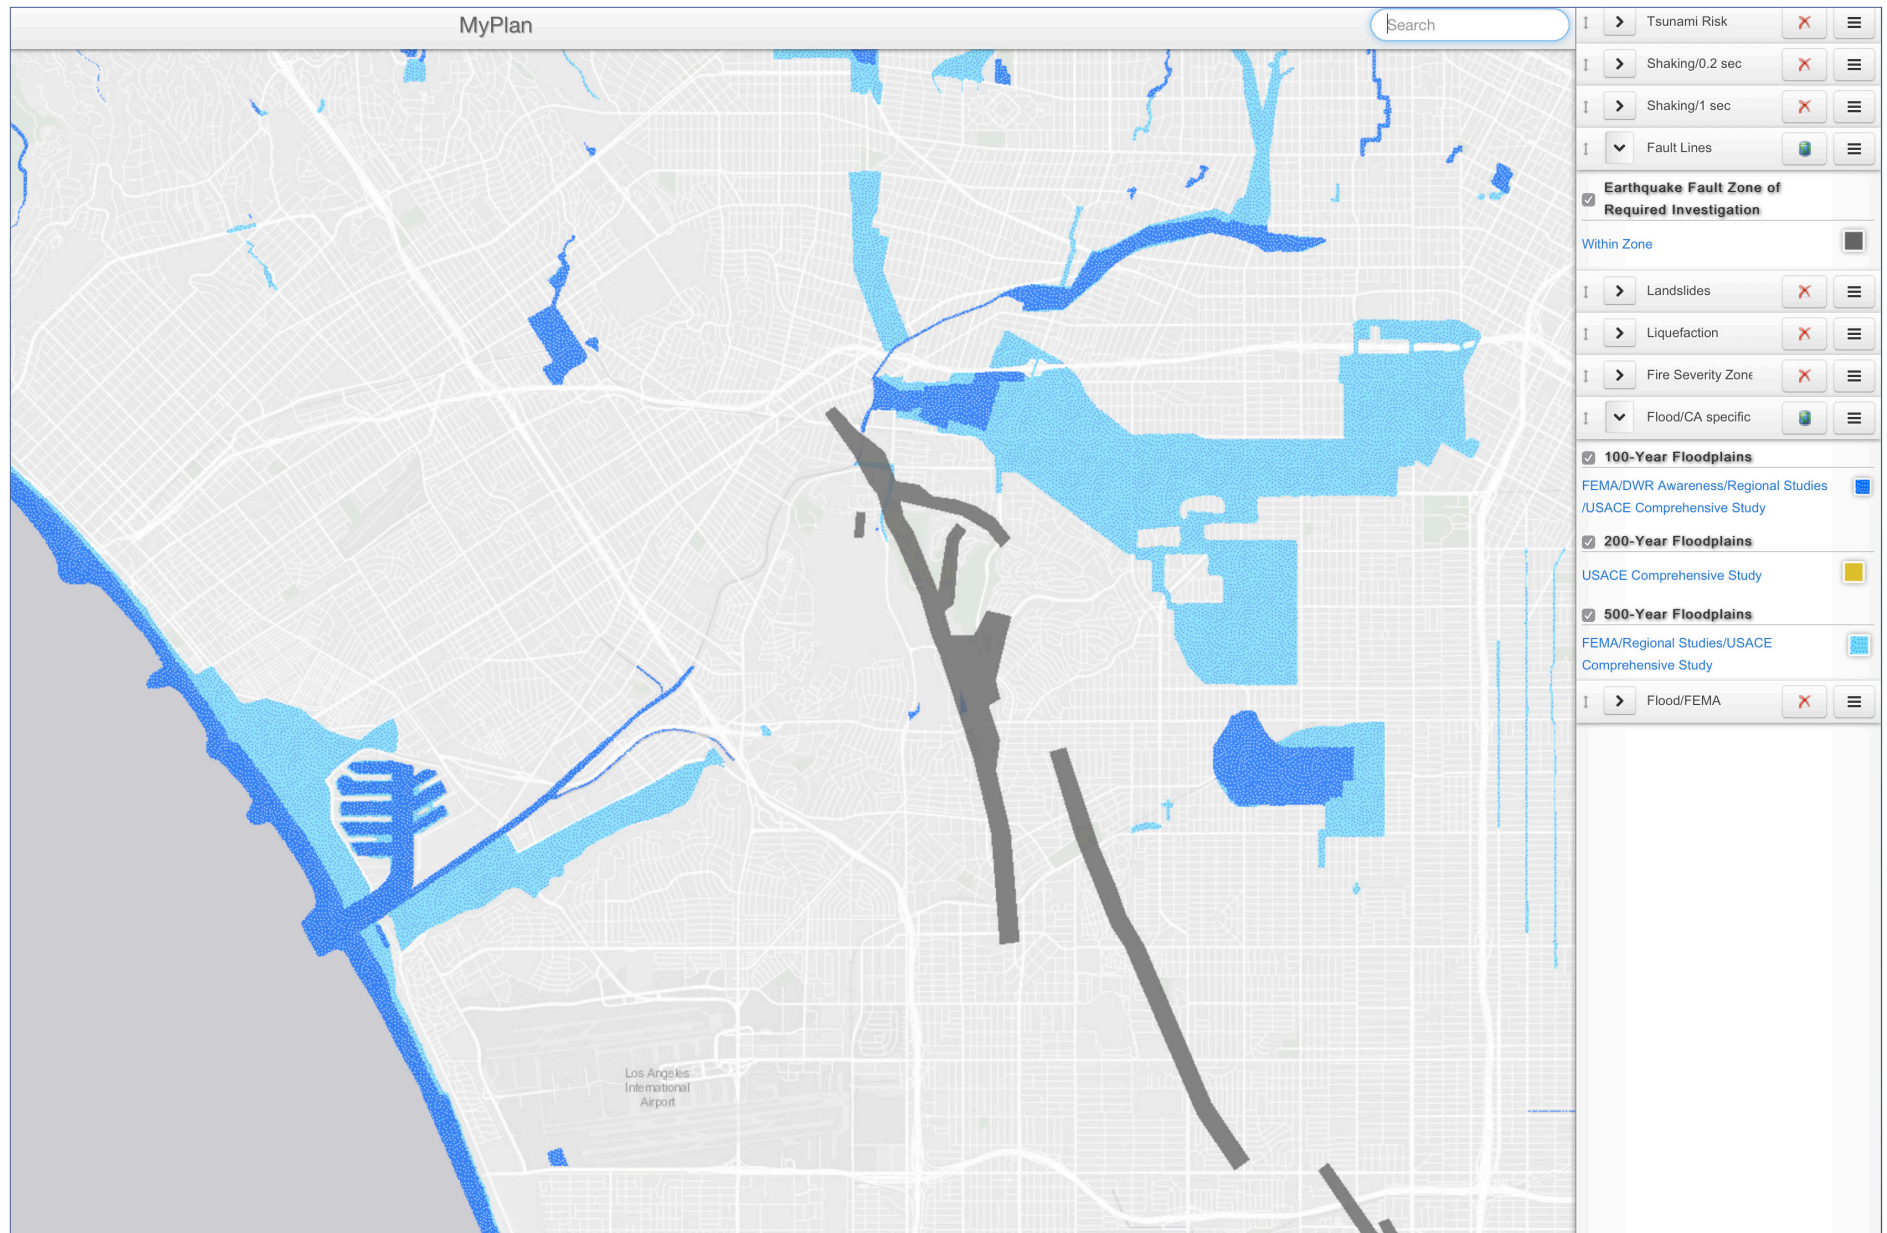 MyPlan
Search
Tsunami Risk
Shaking/0.2 sec
Shaking/1 sec
Fault Lines
Earthquake Fault Zone of
Required Investigation
Within Zone
Landslides
Liquefaction
Fire Severity Zone
Flood/CA specific
100-Year Floodplains
FEMA/DWR Awareness/Regional Studies
/USACE Comprehensive Study
200-Year Floodplains
USACE Comprehensive Study
500-Year Floodplains
FEMA/Regional Studies/USACE
Comprehensive Study
Flood/FEMA
Los Angeles
International
Airport